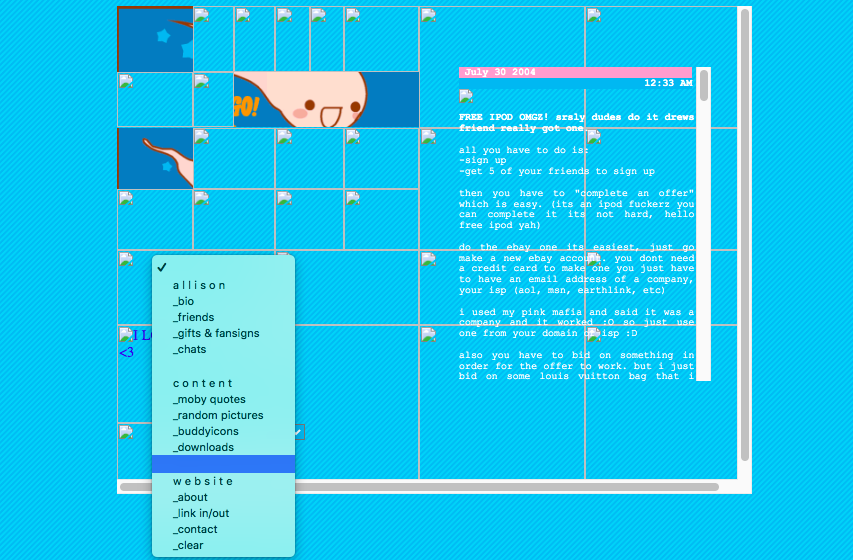 July 30 2004
12:33 AM
GO!
FREE IPOD OMGZ! srsly dudes do it drews
friend really got one.
all you have to do is:
-sign up
-get 5 of your friends to sign up
then you have to "complete an offer"
which is easy. (its an ipod fuckerz you
can complete it its not hard, hello
free ipod yah)
do the ebay one its easiest, just go
make a new ebay account. you dont need
a credit card to make one you just have
to have an email address of a company,
your isp (aol, msn, earthlink, etc)
i used my pink mafia and said it was a
company and it worked :O so just use
one from your domain or isp :D
also you have to bid on something in
order for the offer to work. but i just
bid on some louis vuitton bag that i
I L
<3
a l l i s o n
_bio
_friends
_gifts & fansigns
_chats
c o n t e n t
_moby quotes
_random pictures
_buddyicons
_downloads
w e b s i t e
_about
_link in/out
_contact
_clear